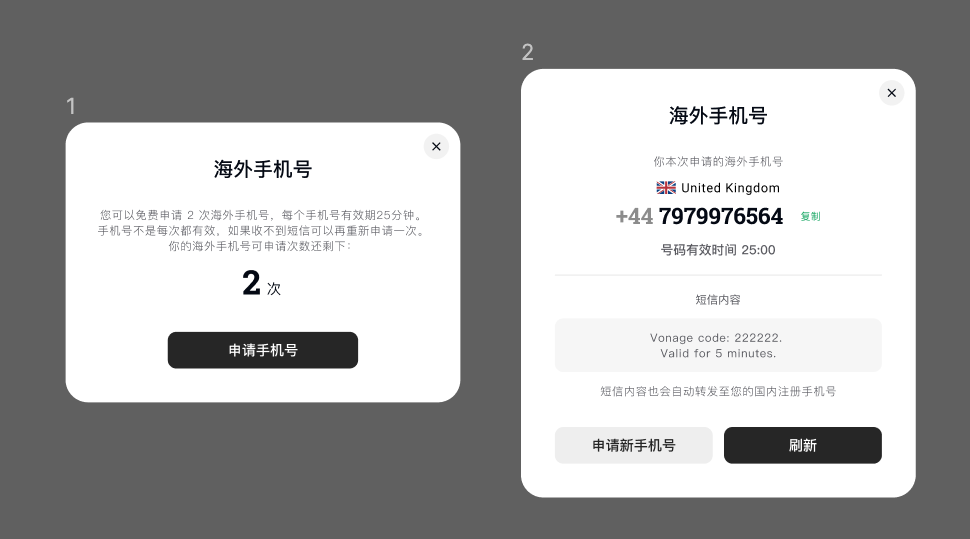 1
海外手机号
您可以免费申请 2 次海外手机号，每个手机号有效期25分钟。
手机号不是每次都有效，如果收不到短信可以再重新申请一次。
你的海外手机号可申请次数还剩下：
2 次
申请手机号
2
海外手机号
你本次申请的海外手机号
United Kingdom
+44 7979976564 复制
号码有效时间 25:00
短信内容
Vonage code: 222222.
Valid for 5 minutes.
短信内容也会自动转发至您的国内注册手机号
申请新手机号 刷新